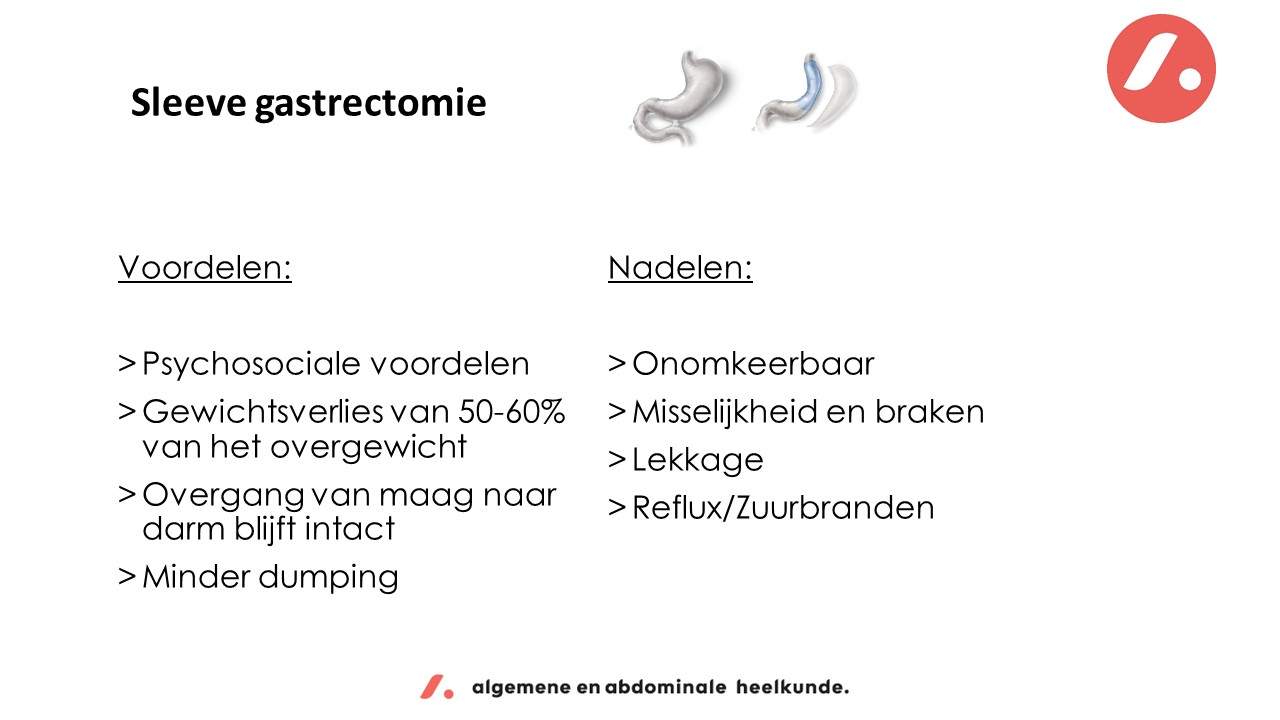 Sleeve gastrectomie
Voordelen:
> Psychosociale voordelen
> Gewichtsverlies van 50-60%
van het overgewicht
> Overgang van maag naar
darm blijft intact
> Minder dumping
Nadelen:
> Onomkeerbaar
> Misselijkheid en braken
> Lekkage
> Reflux/Zuurbranden
algemene en abdominale heelkunde.